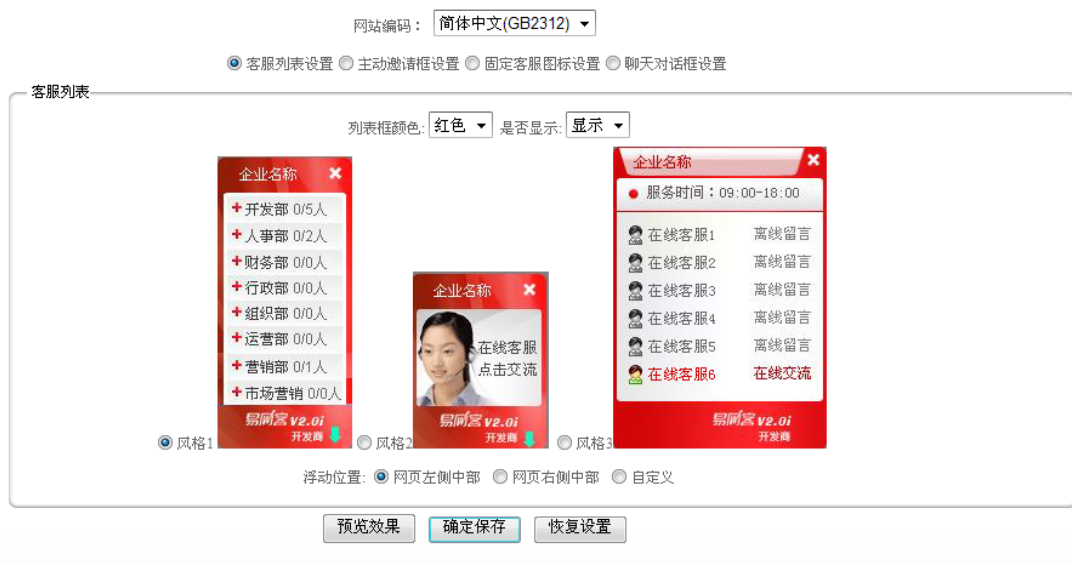 网站编码： 简体中文(GB2312)
客服列表设置 主动邀请框设置 固定客服图标设置 聊天对话框设置
客服列表
列表框颜色: 红色 是否显示: 显示
企业名称
开发部 0/5人
人事部 0/2人
财务部 0/0人
行政部 0/0人
组织部 0/0人
运营部 0/0人
营销部 0/1人
市场营销 0/0人
易网客 V2.0i
开发商
风格1
企业名称
在线客服
点击交流
易网客 V2.0i
开发商
风格2
企业名称
服务时间：09:00-18:00
在线客服1 离线留言
在线客服2 离线留言
在线客服3 离线留言
在线客服4 离线留言
在线客服5 离线留言
在线客服6 在线交流
易网客 V2.0i
开发商
风格3
浮动位置: 网页左侧中部 网页右侧中部 自定义
预览效果 确定保存 恢复设置